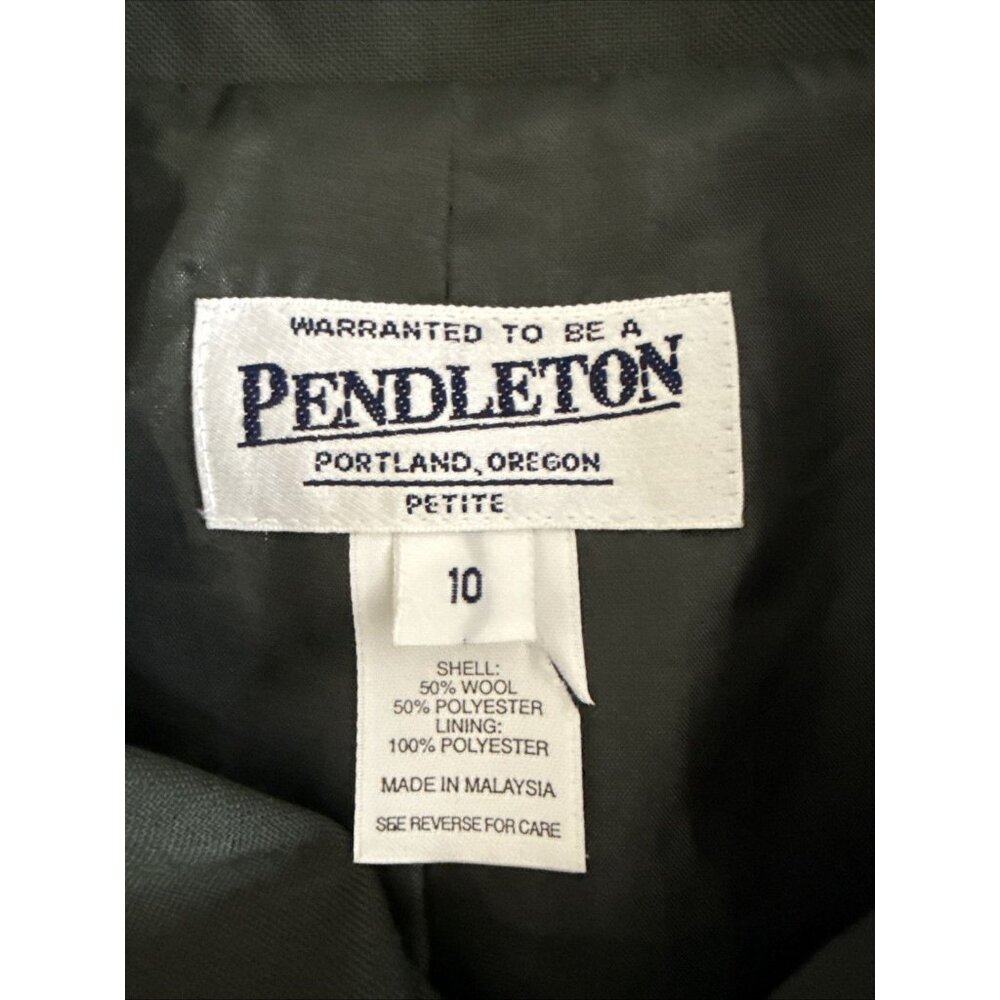 WARRANTED TO BE A
PENDLETON
PORTLAND, OREGON
PETITE
10
SHELL:
50% WOOL
50% POLYESTER
LINING:
100% POLYESTER
MADE IN MALAYSIA
SEE REVERSE FOR CARE